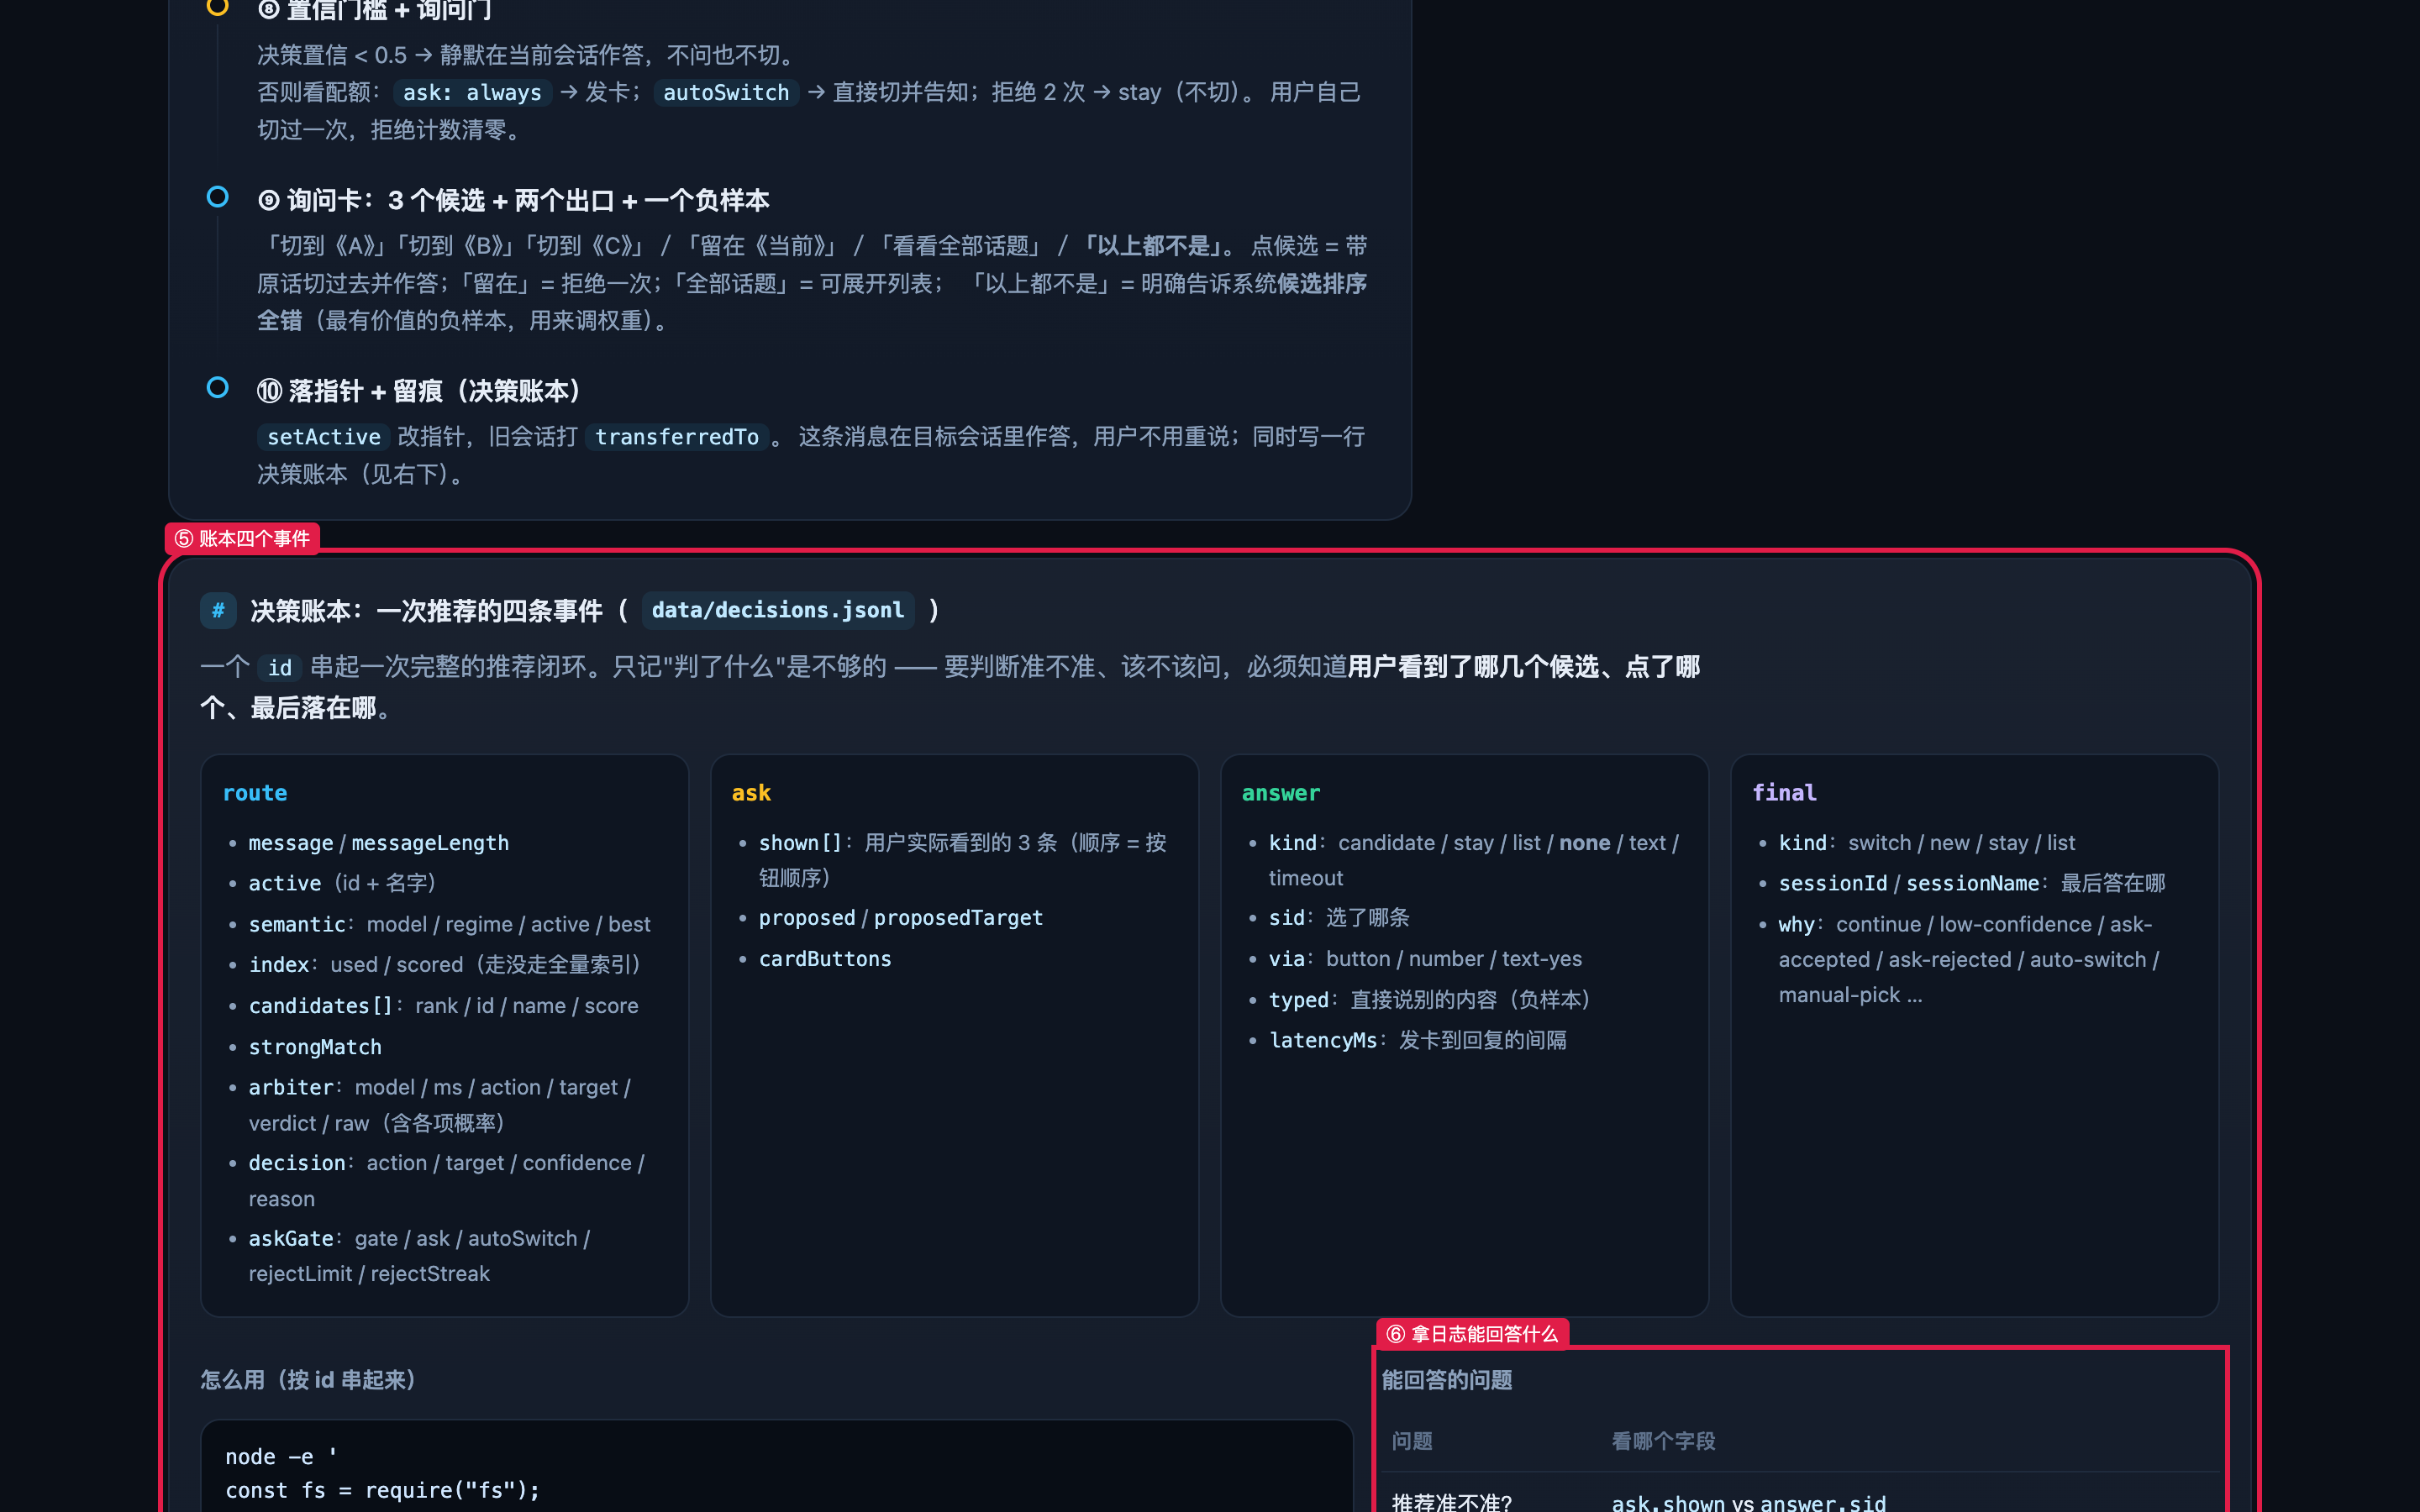 ⑧ 置信门槛 + 询问门
决策置信 < 0.5 → 静默在当前会话作答，不问也不切。
否则看配额： ask: always → 发卡； autoSwitch → 直接切并告知；拒绝 2 次 → stay（不切）。 用户自己
切过一次，拒绝计数清零。
⑨ 询问卡：3 个候选 + 两个出口 + 一个负样本
「切到《A》」「切到《B》」「切到《C》」 / 「留在《当前》」 / 「看看全部话题」 / 「以上都不是」。 点候选 = 带
原话切过去并作答；「留在」= 拒绝一次；「全部话题」= 可展开列表； 「以上都不是」= 明确告诉系统候选排序
全错（最有价值的负样本，用来调权重）。
⑩ 落指针 + 留痕（决策账本）
setActive 改指针，旧会话打 transferredTo 。 这条消息在目标会话里作答，用户不用重说；同时写一行
决策账本（见右下）。
⑤ 账本四个事件
# 决策账本：一次推荐的四条事件（ data/decisions.jsonl ）
一个 id 串起一次完整的推荐闭环。只记"判了什么"是不够的 —— 要判断准不准、该不该问，必须知道用户看到了哪几个候选、点了哪
个、最后落在哪。
route
• message / messageLength
• active（id + 名字）
• semantic：model / regime / active / best
• index：used / scored（走没走全量索引）
• candidates[]：rank / id / name / score
• strongMatch
• arbiter：model / ms / action / target /
verdict / raw（含各项概率）
• decision：action / target / confidence /
reason
• askGate：gate / ask / autoSwitch /
rejectLimit / rejectStreak
ask
• shown[]：用户实际看到的 3 条（顺序 = 按
钮顺序）
• proposed / proposedTarget
• cardButtons
answer
• kind：candidate / stay / list / none / text /
timeout
• sid：选了哪条
• via：button / number / text-yes
• typed：直接说别的内容（负样本）
• latencyMs：发卡到回复的间隔
final
• kind：switch / new / stay / list
• sessionId / sessionName：最后答在哪
• why：continue / low-confidence / ask-
accepted / ask-rejected / auto-switch /
manual-pick ...
怎么用（按 id 串起来）
node -e '
const fs = require("fs");
⑥ 拿日志能回答什么
能回答的问题
问题 看哪个字段
推荐准不准？ ask.shown vs answer.sid